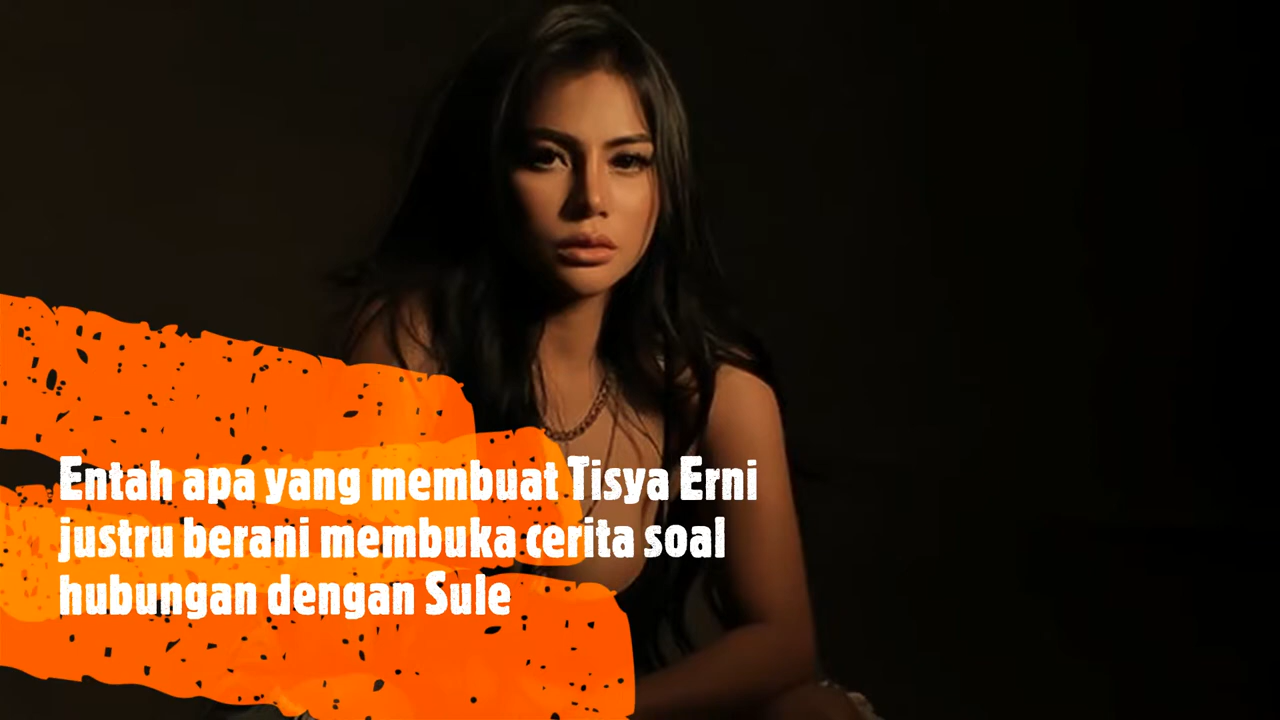 Entah apa yang membuat Tisya Erni
justru berani membuka cerita soal
hubungan dengan Sule